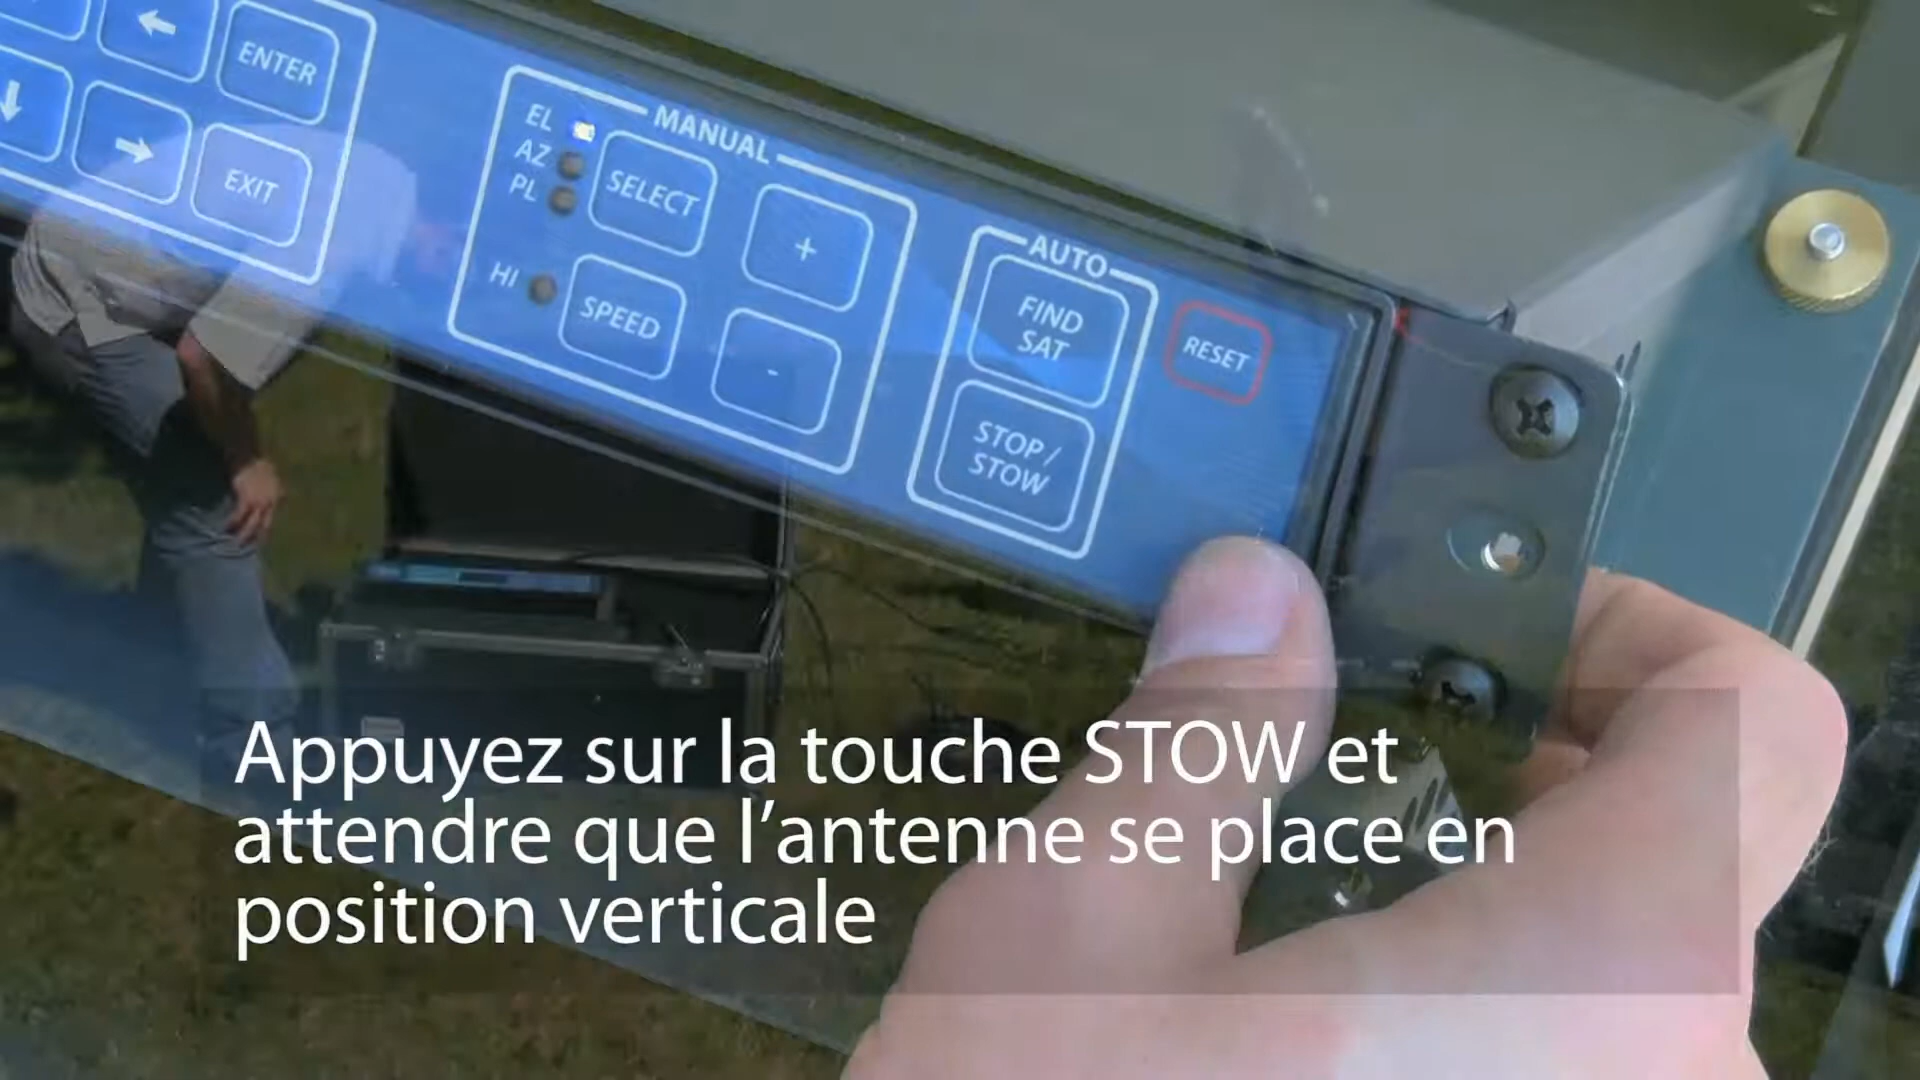 ENTER
EXIT
MANUAL
EL
AZ
PL
SELECT
HI
SPEED
+
-
AUTO
FIND
SAT
STOP/
STOW
RESET
Appuyez sur la touche STOW et
attendre que l’antenne se place en
position verticale